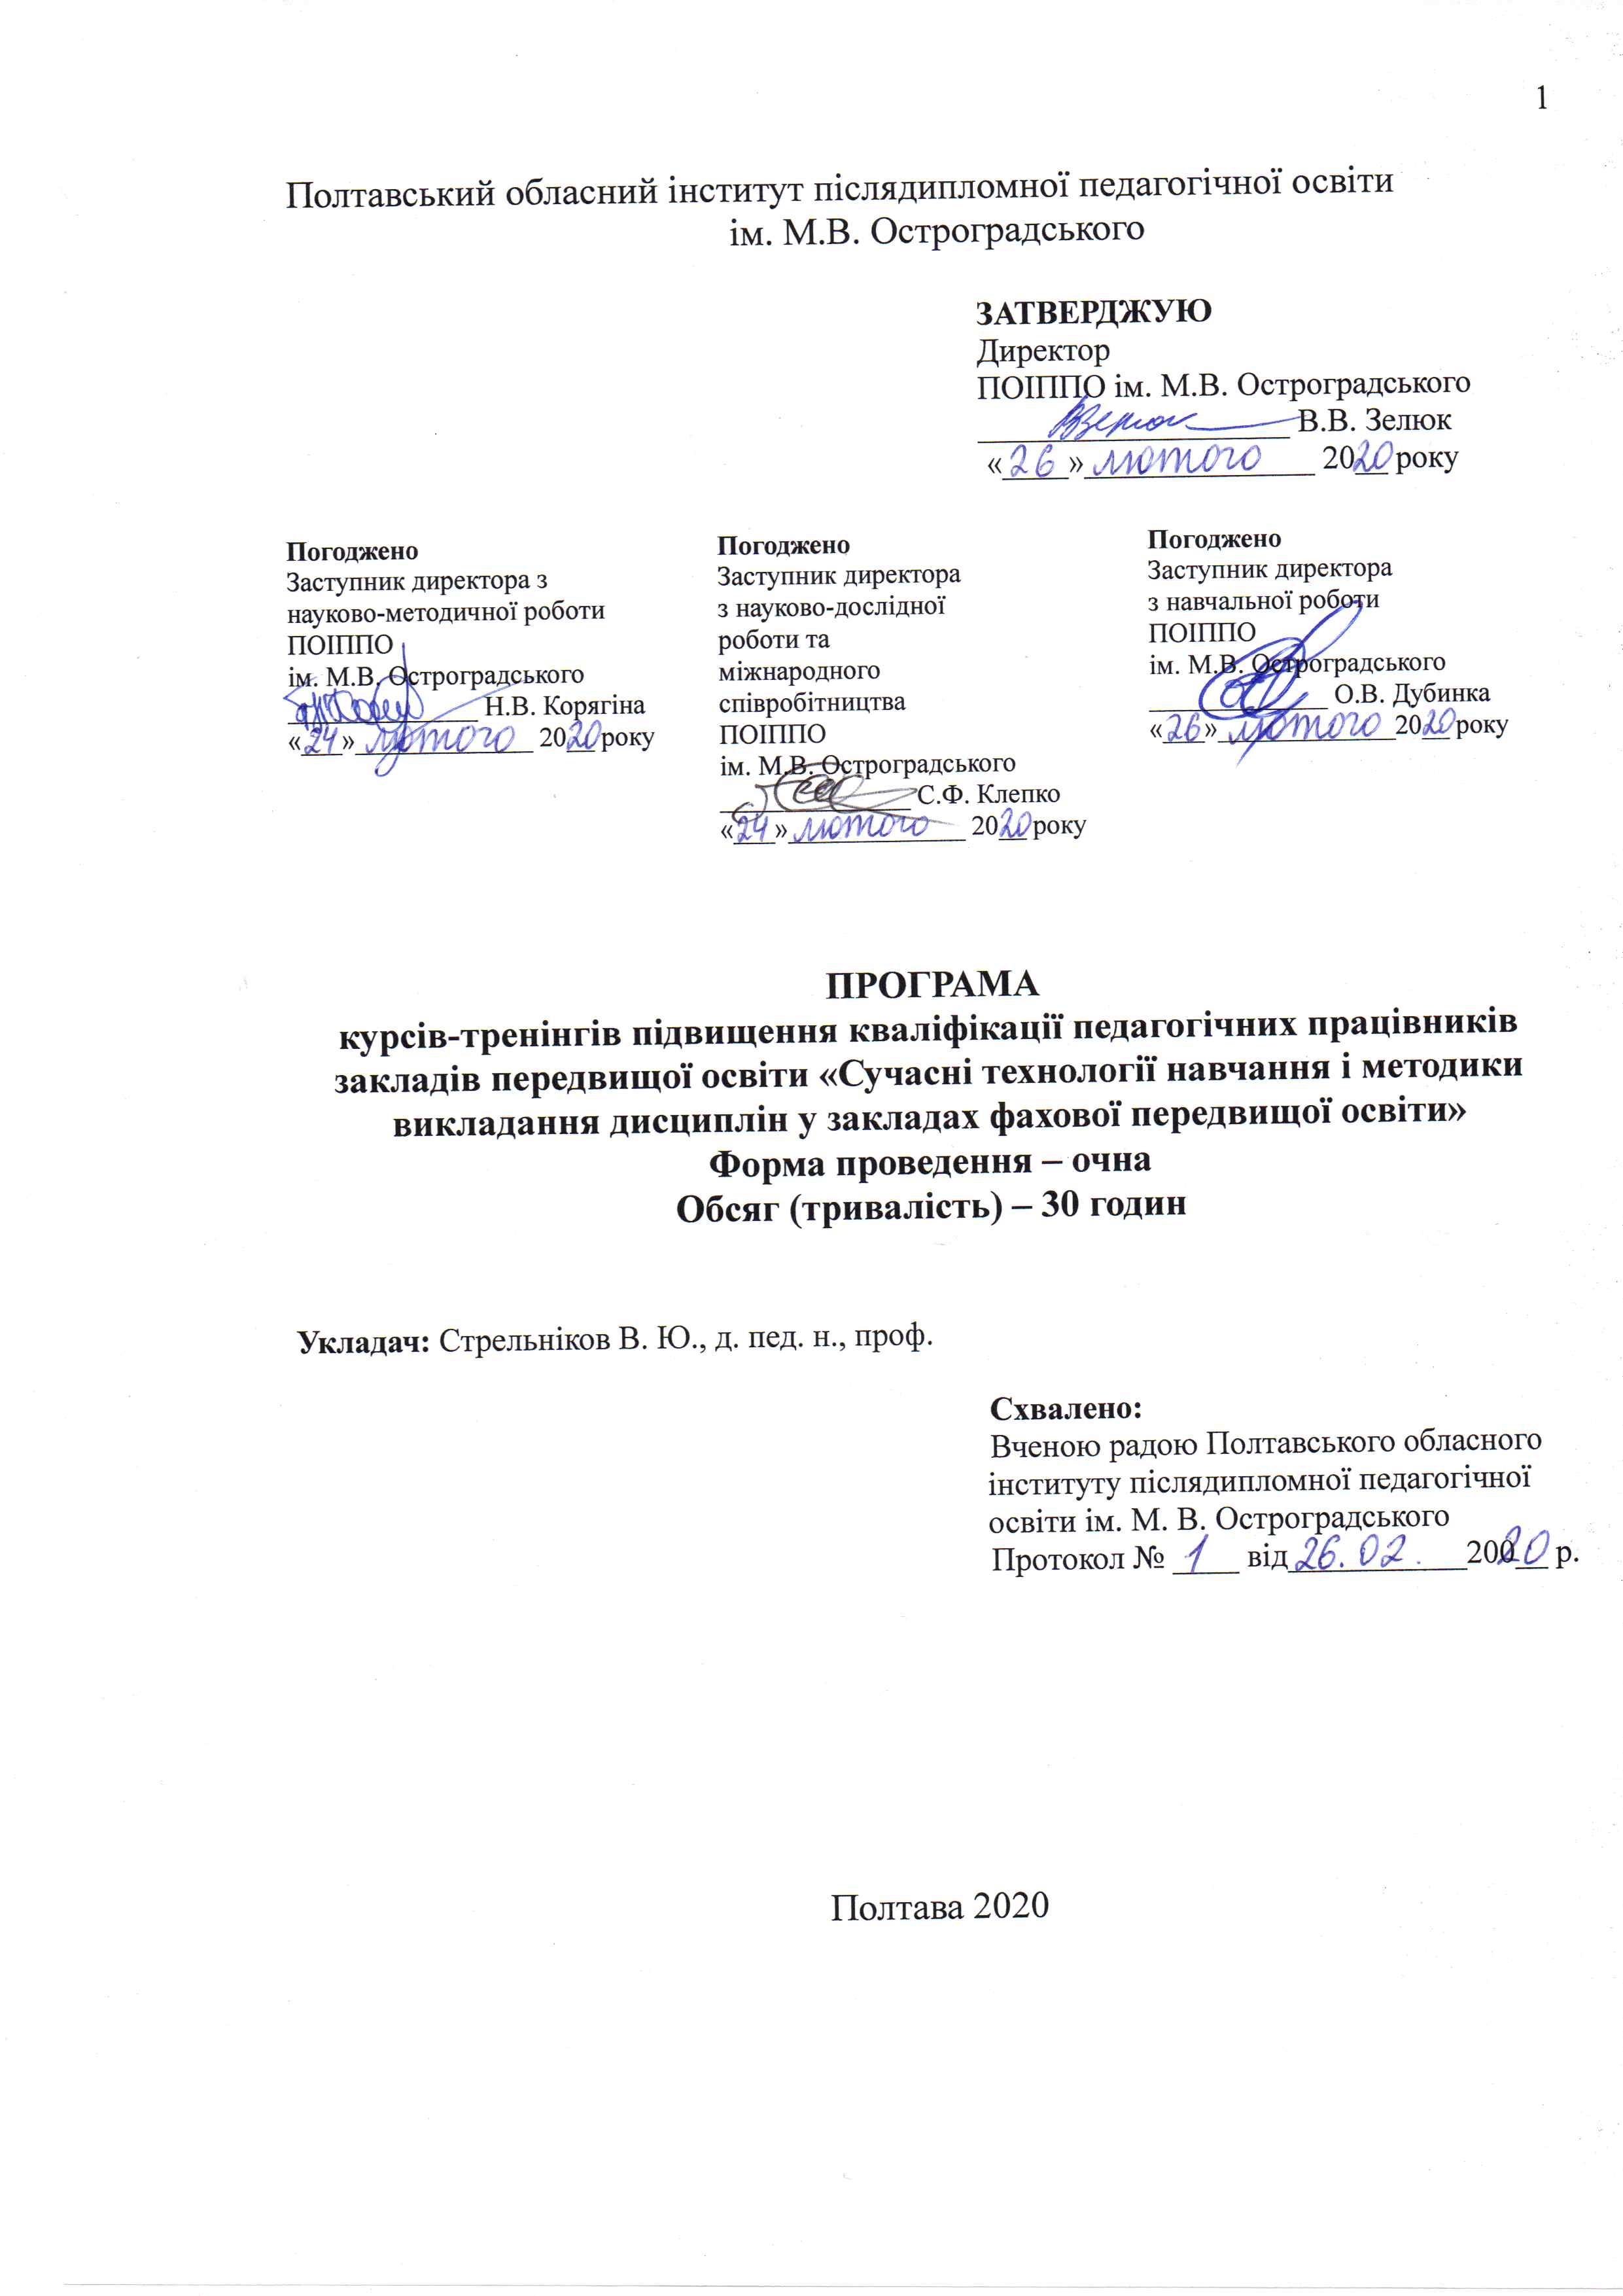 1
Полтавський обласний інститут післядипломної педагогічної освіти
ім. М.В. Остроградського
ЗАТВЕРДЖУЮ
Директор
ПОІППО ім. М.В. Остроградського
В.В. Зелюк
«26» лютого 2020 року
Погоджено
Заступник директора з
науково-методичної роботи
ПОІППО
ім. М.В. Остроградського
Н.В. Корягіна
«24» лютого 2020 року
Погоджено
Заступник директора
з науково-дослідної
роботи та
міжнародного
співробітництва
ПОІППО
ім. М.В. Остроградського
С.Ф. Клепко
«24» лютого 2020 року
Погоджено
Заступник директора
з навчальної роботи
ПОІППО
ім. М.В. Остроградського
О.В. Дубинка
«26» лютого 2020 року
ПРОГРАМА
курсів-тренінгів підвищення кваліфікації педагогічних працівників
закладів передвищої освіти «Сучасні технології навчання і методики
викладання дисциплін у закладах фахової передвищої освіти»
Форма проведення – очна
Обсяг (тривалість) – 30 годин
Укладач: Стрельніков В. Ю., д. пед. н., проф.
Схвалено:
Вченою радою Полтавського обласного
інституту післядипломної педагогічної
освіти ім. М. В. Остроградського
Протокол № 1 від 26.02. 20020 р.
Полтава 2020